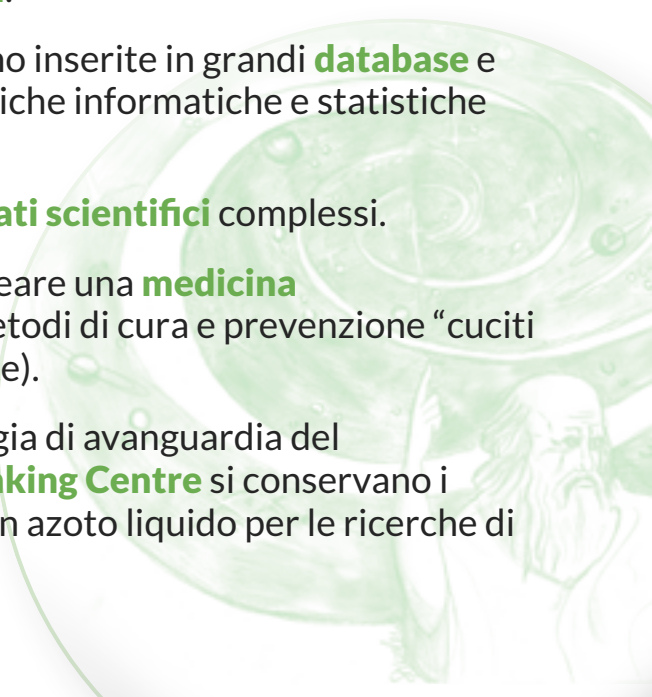 no inserite in grandi database e
iche informatiche e statistiche
ati scientifici complessi.
eare una medicina
etodi di cura e prevenzione “cuciti
e).
gia di avanguardia del
king Centre si conservano i
n azoto liquido per le ricerche di